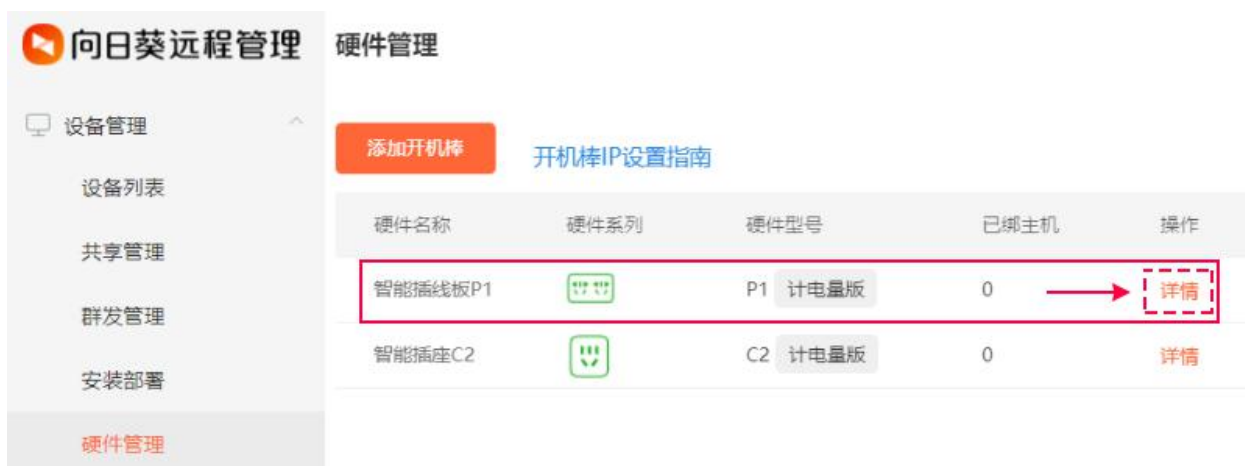 向日葵远程管理
硬件管理
设备管理
设备列表
共享管理
群发管理
安装部署
硬件管理
添加开机棒 开机棒IP设置指南
硬件名称 硬件系列 硬件型号 已绑主机 操作
智能插线板P1 P1 计电量版 0 详情
智能插座C2 C2 计电量版 0 详情